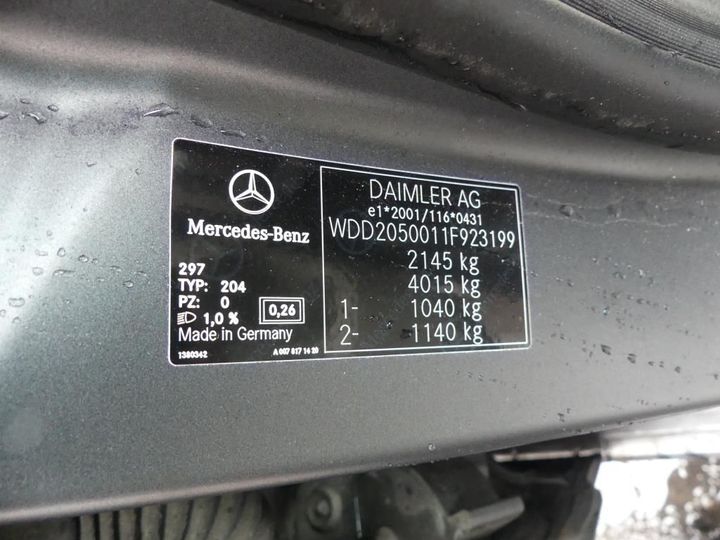 Mercedes-Benz
297
TYP: 204
PZ: 0
1,0 %
0,26
Made in Germany
1380342
A 007 817 14 20
DAIMLER AG
e1*2001/116*0431
WDD2050011F923199
2145 kg
4015 kg
1- 1040 kg
2- 1140 kg